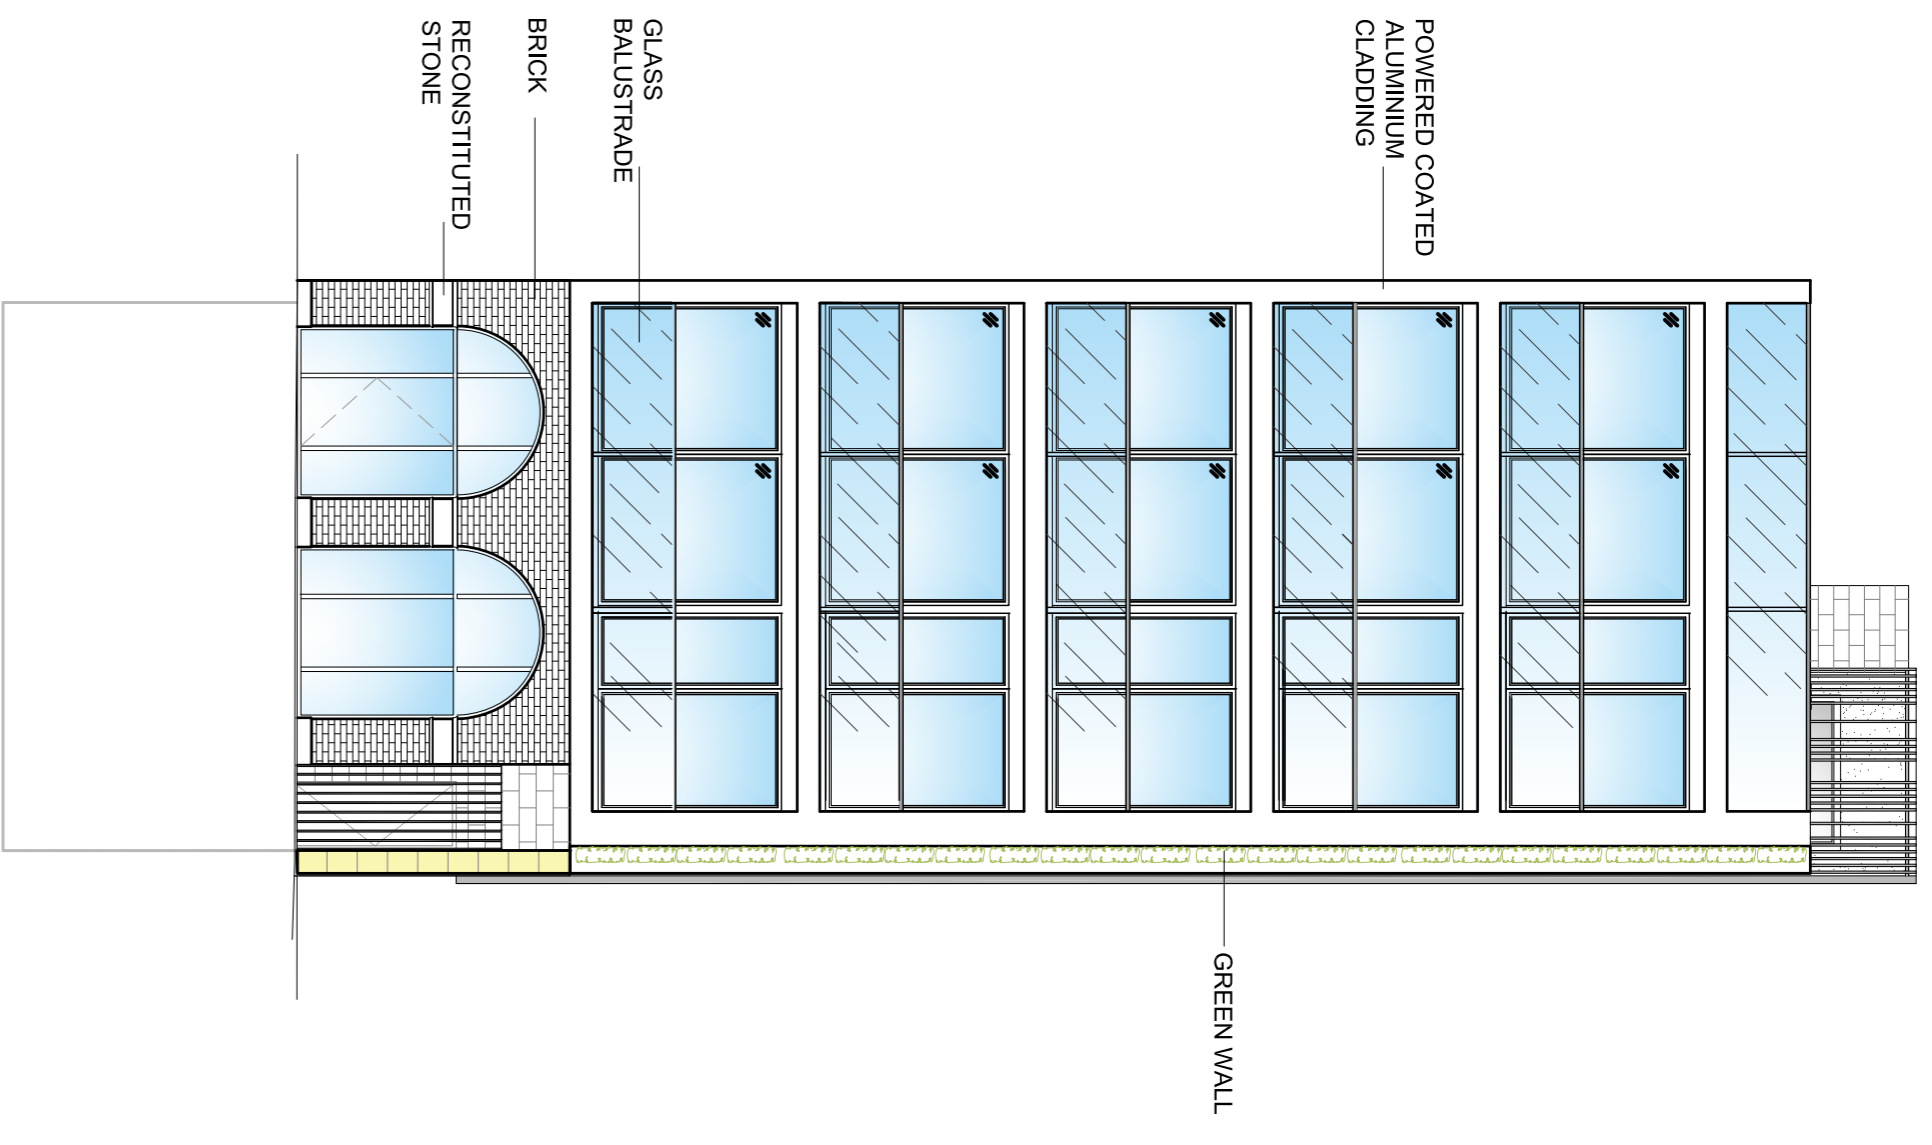 POWERED COATED
ALUMINIUM
CLADDING
GLASS
BALUSTRADE
BRICK
RECONSTITUTED
STONE
GREEN WALL